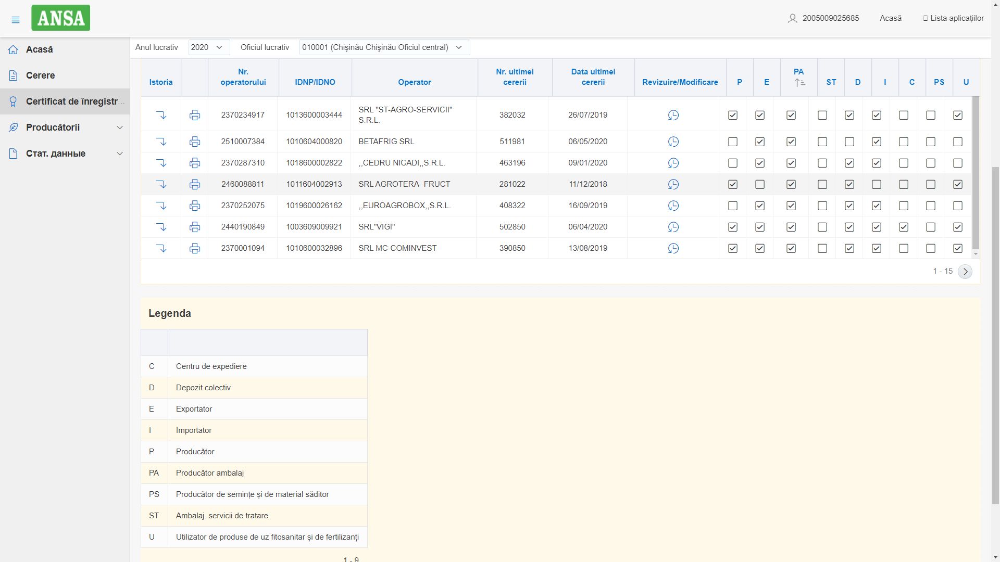 ANSA
2005009025685
Acasă
Lista aplicațiilor
Acasă
Cerere
Certificat de înregistr...
Producătorii
Стат. данные
Anul lucrativ 2020 Oficiul lucrativ 010001 (Chişinău Chişinău Oficiul central)
Istoria Nr. operatorului IDNP/IDNO Operator Nr. ultimei cererii Data ultimei cererii Revizuire/Modificare P E PA ST D I C PS U
2370234917 1013600003444 SRL "ST-AGRO-SERVICII" S.R.L. 382032 26/07/2019
2510007384 1010604000820 BETAFRIG SRL 511981 06/05/2020
2370287310 1018600002822 ,,CEDRU NICADI,,S.R.L. 463196 09/01/2020
2460088811 1011604002913 SRL AGROTERA- FRUCT 281022 11/12/2018
2370252075 1019600026162 ,,EUROAGROBOX,,S.R.L. 408322 16/09/2019
2440190849 1003609009921 SRL"VIGI" 502850 06/04/2020
2370001094 1010600032896 SRL MC-COMINVEST 390850 13/08/2019
1 - 15
Legenda
C Centru de expediere
D Depozit colectiv
E Exportator
I Importator
P Producător
PA Producător ambalaj
PS Producător de semințe și de material săditor
ST Ambalaj. servicii de tratare
U Utilizator de produse de uz fitosanitar și de fertilizanți
1 - 9